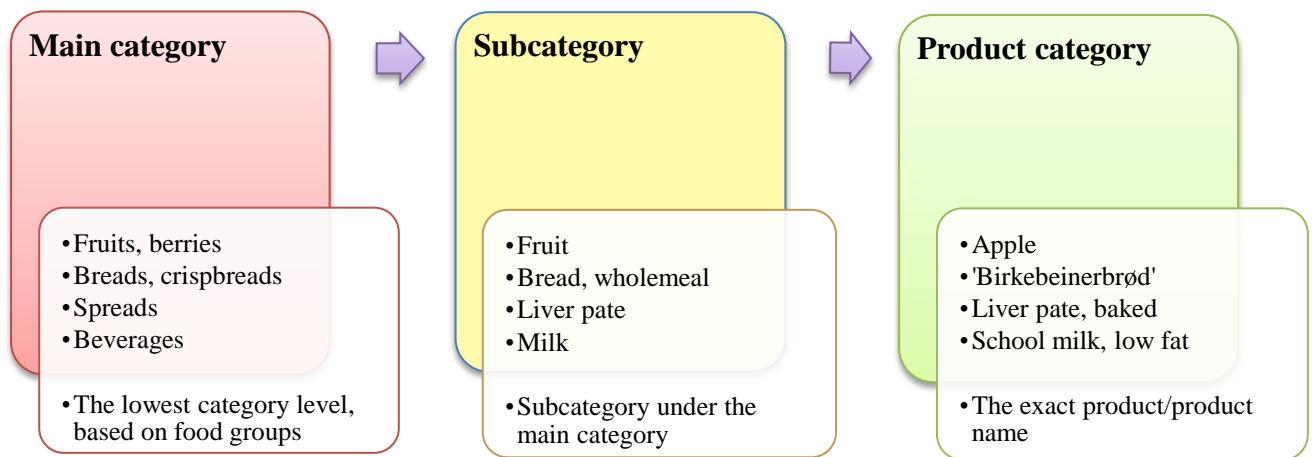 Main category
•Fruits, berries
•Breads, crispbreads
•Spreads
•Beverages
•The lowest category level,
based on food groups
Subcategory
•Fruit
•Bread, wholemeal
•Liver pate
•Milk
•Subcategory under the
main category
Product category
•Apple
•'Birkebeinerbrød'
•Liver pate, baked
•School milk, low fat
•The exact product/product
name